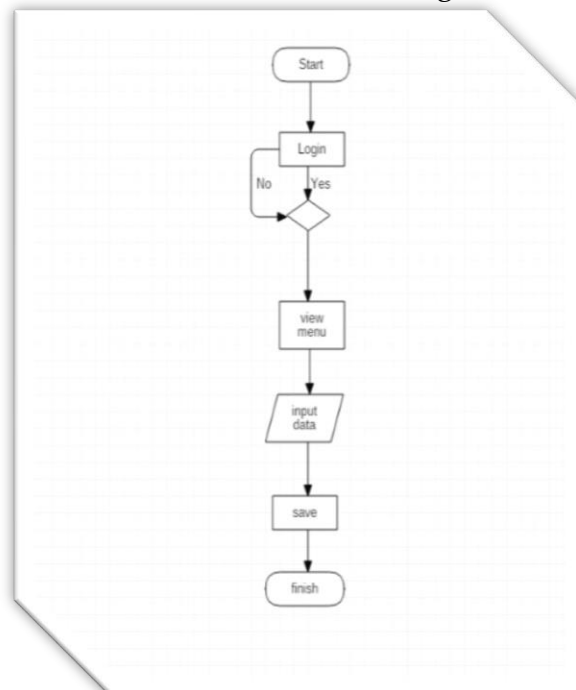 Start
Login
No
Yes
view
menu
input
data
save
finish